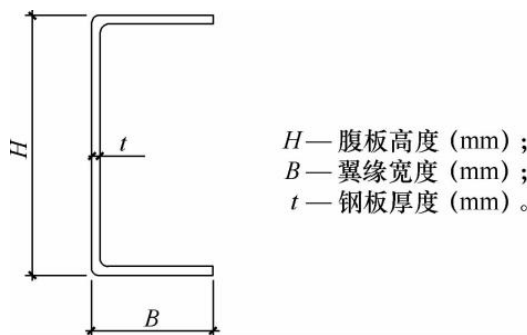 H
t
B
H — 腹板高度 (mm) ;
B — 翼缘宽度 (mm) ;
t — 钢板厚度 (mm) 。